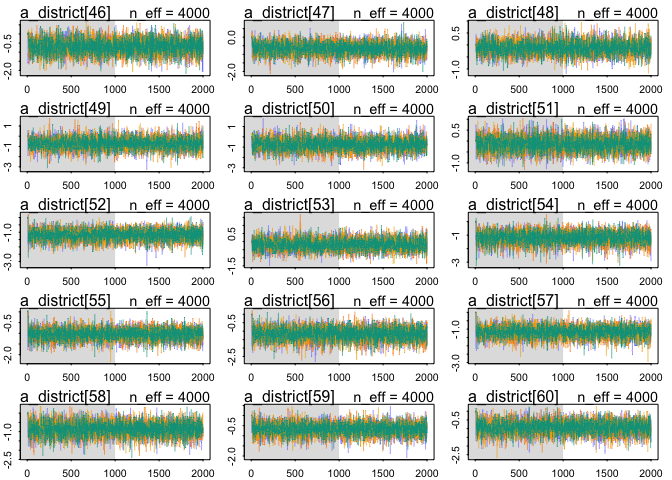 a_district[46] n_eff = 4000
a_district[47] n_eff = 4000
a_district[48] n_eff = 4000
-0.5
-2.0
0.0
-2.0
0.5
-1.0
0 500 1000 1500 2000
0 500 1000 1500 2000
0 500 1000 1500 2000
a_district[49] n_eff = 4000
a_district[50] n_eff = 4000
a_district[51] n_eff = 4000
1
-1
-3
1
-1
-3
0.5
-1.0
0 500 1000 1500 2000
0 500 1000 1500 2000
0 500 1000 1500 2000
a_district[52] n_eff = 4000
a_district[53] n_eff = 4000
a_district[54] n_eff = 4000
-1.0
-3.0
0.5
-1.5
-1
-3
0 500 1000 1500 2000
0 500 1000 1500 2000
0 500 1000 1500 2000
a_district[55] n_eff = 4000
a_district[56] n_eff = 4000
a_district[57] n_eff = 4000
-0.5
-2.0
-0.5
-2.5
-1.0
-3.0
0 500 1000 1500 2000
0 500 1000 1500 2000
0 500 1000 1500 2000
a_district[58] n_eff = 4000
a_district[59] n_eff = 4000
a_district[60] n_eff = 4000
-1.0
-2.5
-0.5
-2.0
-0.5
-2.5
0 500 1000 1500 2000
0 500 1000 1500 2000
0 500 1000 1500 2000